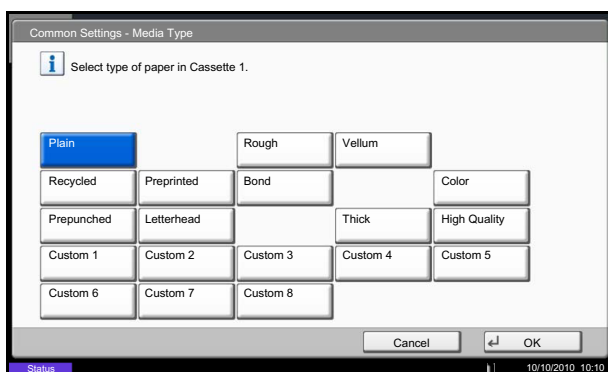 Common Settings - Media Type
Select type of paper in Cassette 1.
Plain Rough Vellum
Recycled Preprinted Bond Color
Prepunched Letterhead Thick High Quality
Custom 1 Custom 2 Custom 3 Custom 4 Custom 5
Custom 6 Custom 7 Custom 8
Cancel OK
Status 10/10/2010 10:10